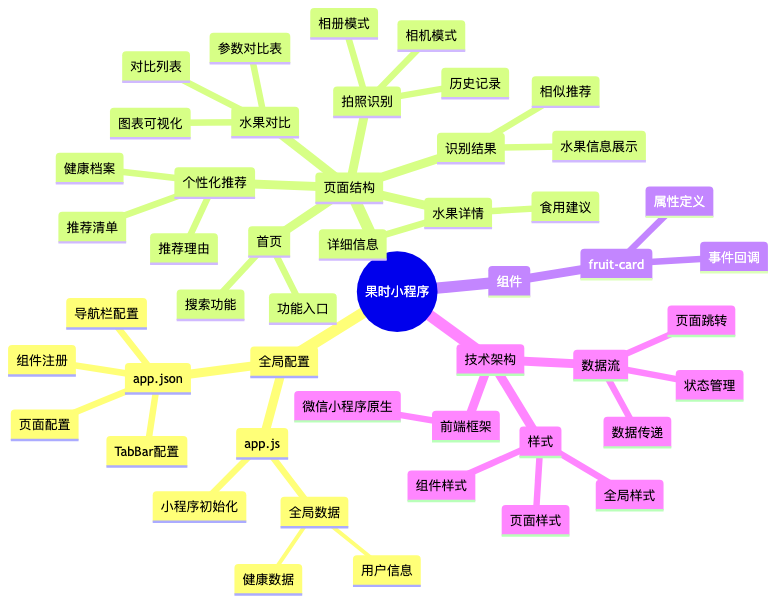 相册模式
相机模式
参数对比表
对比列表
历史记录
相似推荐
拍照识别
图表可视化
水果对比
识别结果
水果信息展示
健康档案
个性化推荐
页面结构
属性定义
推荐清单
水果详情
食用建议
推荐理由
首页
详细信息
事件回调
fruit-card
组件
果时小程序
搜索功能
功能入口
导航栏配置
页面跳转
组件注册
全局配置
技术架构
数据流
app.json
状态管理
微信小程序原生
页面配置
前端框架
数据传递
TabBar配置
app.js
样式
组件样式
全局样式
小程序初始化
全局数据
页面样式
健康数据
用户信息